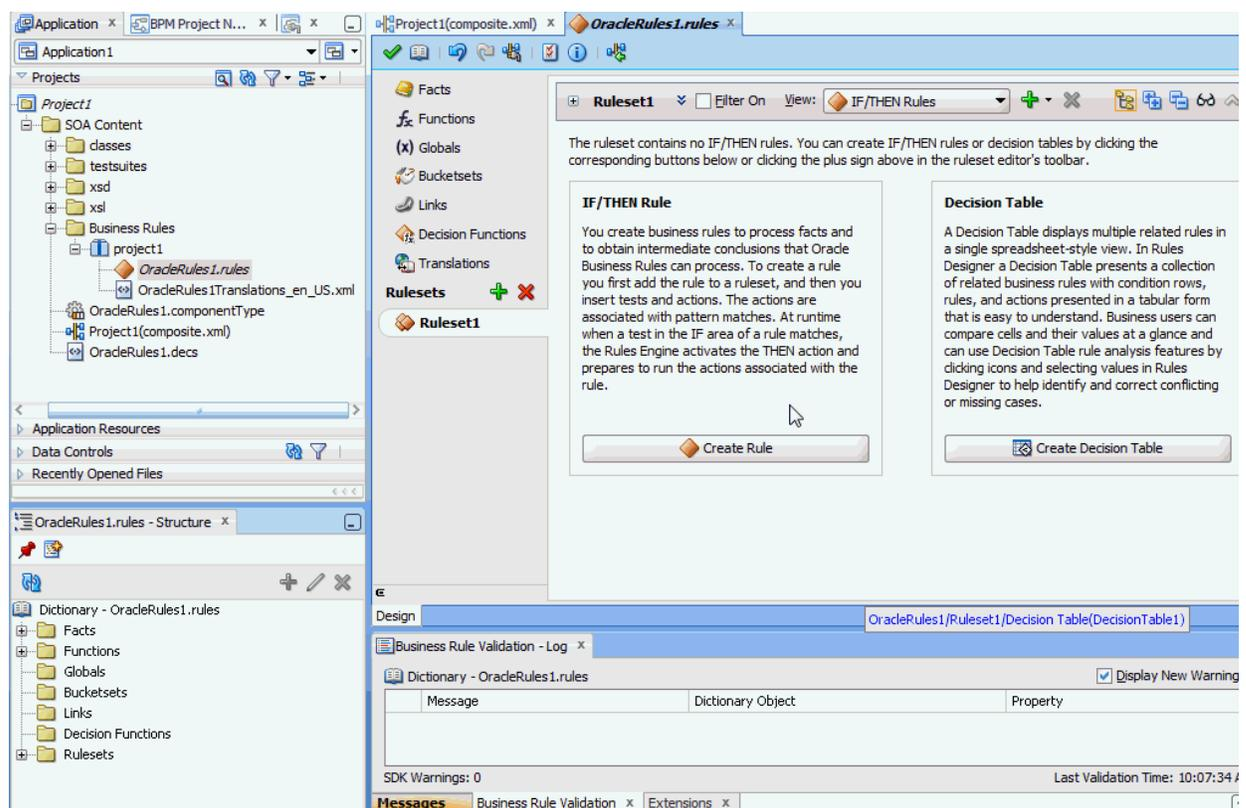 Application
BPM Project N...
Application1
Projects
Project1
SOA Content
classes
testsuites
xsd
xsl
Business Rules
project1
OracleRules1.rules
OracleRules1Translations_en_US.xml
OracleRules1.componentType
Project1(composite.xml)
OracleRules1.decs
Application Resources
Data Controls
Recently Opened Files
OracleRules1.rules - Structure
Dictionary - OracleRules1.rules
Facts
Functions
Globals
Bucketsets
Links
Decision Functions
Rulesets
Project1(composite.xml)
OracleRules1.rules
Facts
Functions
(x) Globals
Bucketsets
Links
Decision Functions
Translations
Rulesets
Ruleset1
Ruleset1
Filter On
View:
IF/THEN Rules
The ruleset contains no IF/THEN rules. You can create IF/THEN rules or decision tables by clicking the
corresponding buttons below or clicking the plus sign above in the ruleset editor's toolbar.
IF/THEN Rule
You create business rules to process facts and
to obtain intermediate conclusions that Oracle
Business Rules can process. To create a rule
you first add the rule to a ruleset, and then you
insert tests and actions. The actions are
associated with pattern matches. At runtime
when a test in the IF area of a rule matches,
the Rules Engine activates the THEN action and
prepares to run the actions associated with the
rule.
Create Rule
Decision Table
A Decision Table displays multiple related rules in
a single spreadsheet-style view. In Rules
Designer a Decision Table presents a collection
of related business rules with condition rows,
rules, and actions presented in a tabular form
that is easy to understand. Business users can
compare cells and their values at a glance and
can use Decision Table rule analysis features by
clicking icons and selecting values in Rules
Designer to help identify and correct conflicting
or missing cases.
Create Decision Table
Design
OracleRules1/Ruleset1/Decision Table(DecisionTable1)
Business Rule Validation - Log
Dictionary - OracleRules1.rules
Display New Warning
Message
Dictionary Object
Property
SDK Warnings: 0
Last Validation Time: 10:07:34 A
Messages
Business Rule Validation
Extensions